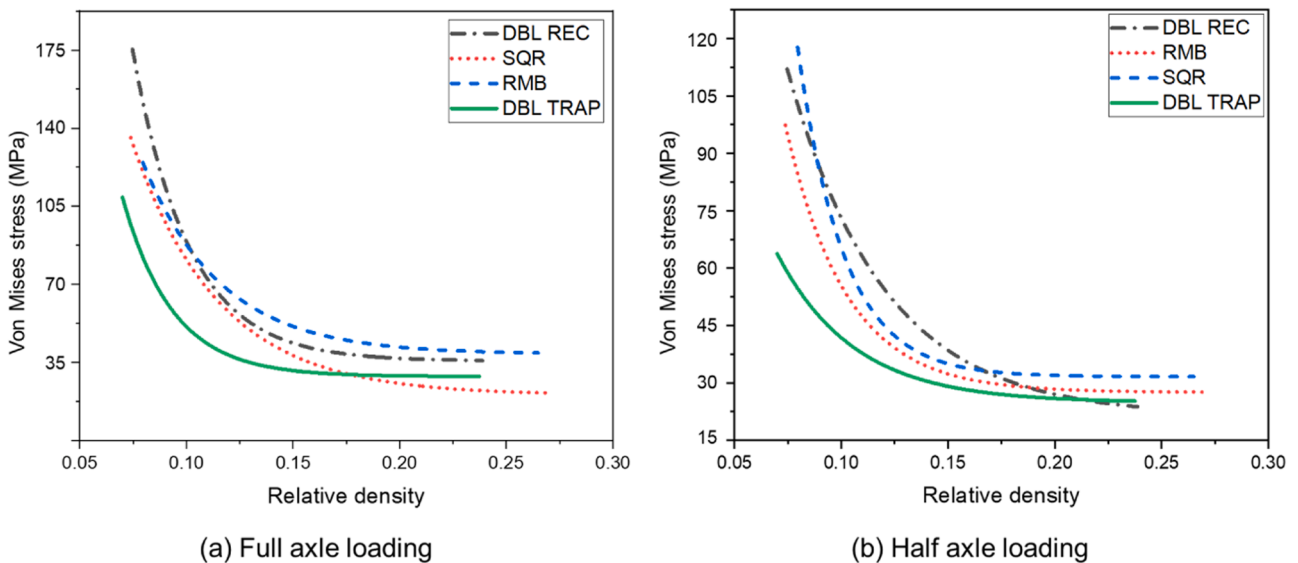 DBL REC
SQR
RMB
DBL TRAP
Von Mises stress (MPa)
175
140
105
70
35
0.05
0.10
0.15
0.20
0.25
0.30
Relative density
(a) Full axle loading
DBL REC
RMB
SQR
DBL TRAP
Von Mises stress (MPa)
120
105
90
75
60
45
30
15
0.05
0.10
0.15
0.20
0.25
0.30
Relative density
(b) Half axle loading